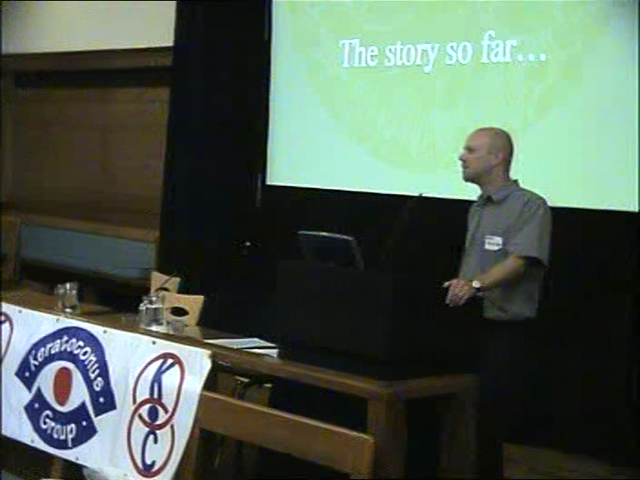 The story so far...
Keratoconus
Group
K
C